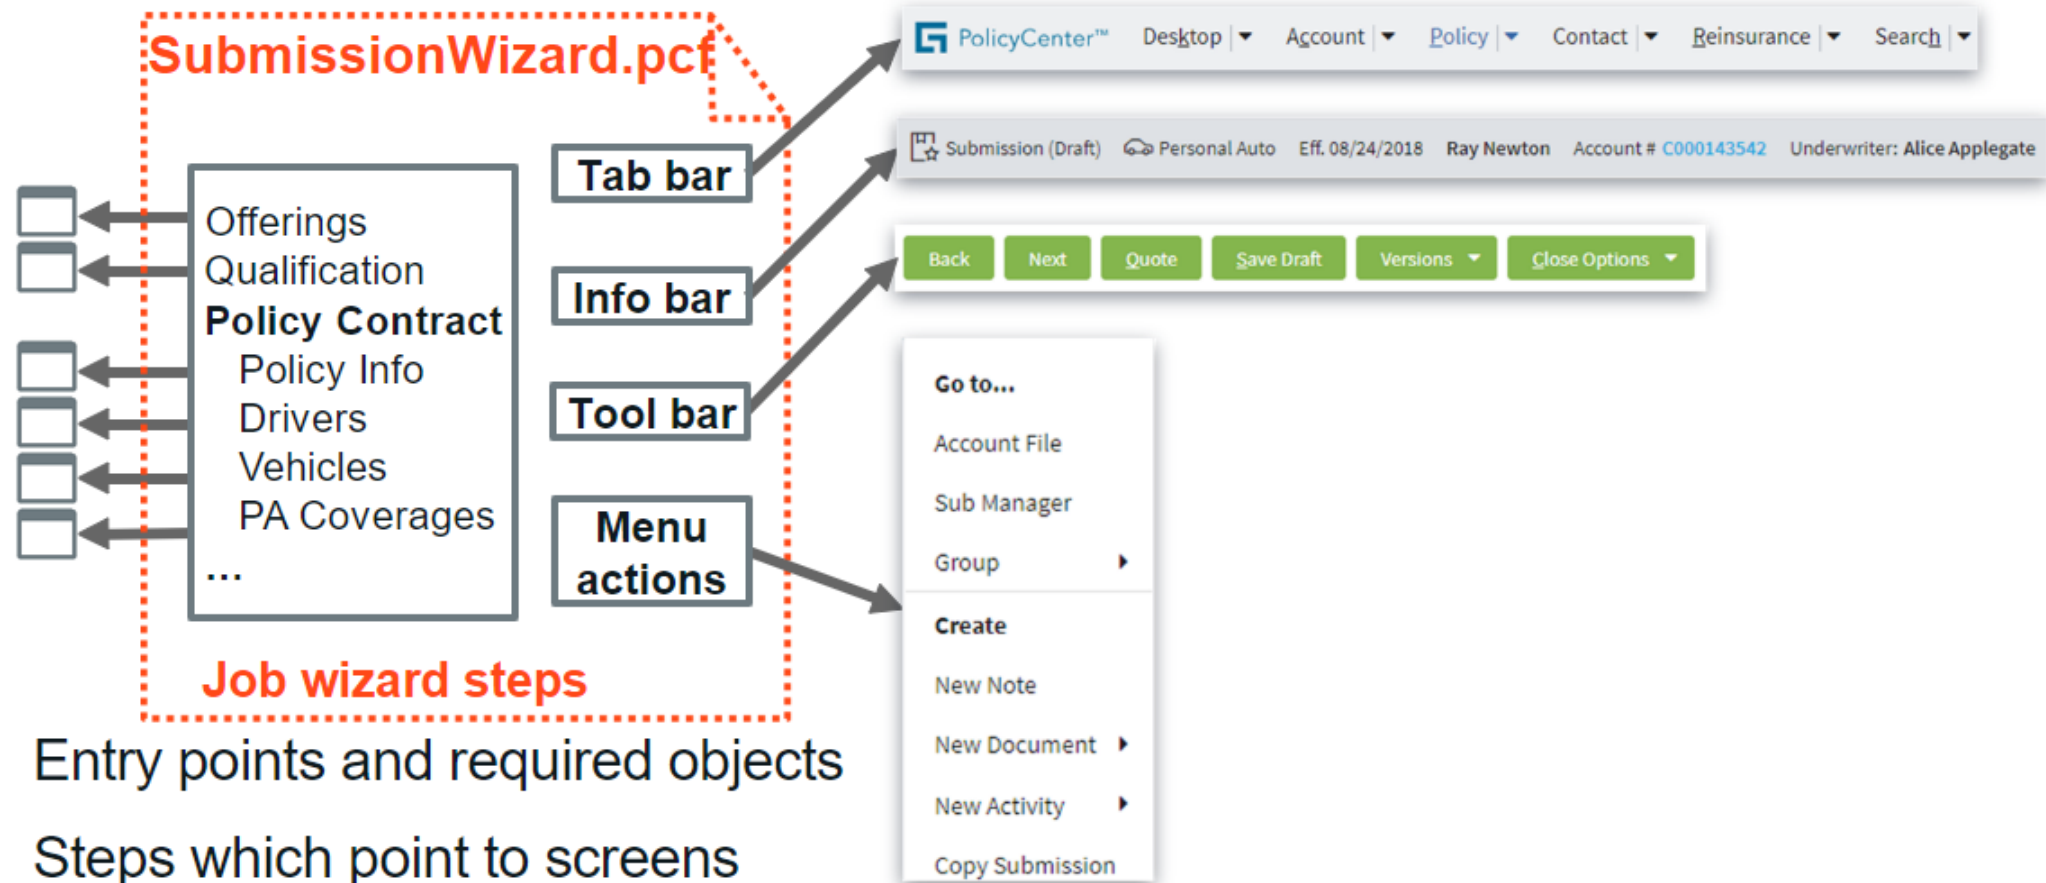 SubmissionWizard.pcf
Offerings
Qualification
Policy Contract
Policy Info
Drivers
Vehicles
PA Coverages
...
Job wizard steps
Tab bar
Info bar
Tool bar
Menu
actions
PolicyCenter™ Desktop Account Policy Contact Reinsurance Search
Submission (Draft) Personal Auto Eff. 08/24/2018 Ray Newton Account # C000143542 Underwriter: Alice Applegate
Back Next Quote Save Draft Versions Close Options
Go to...
Account File
Sub Manager
Group
Create
New Note
New Document
New Activity
Copy Submission
Entry points and required objects
Steps which point to screens